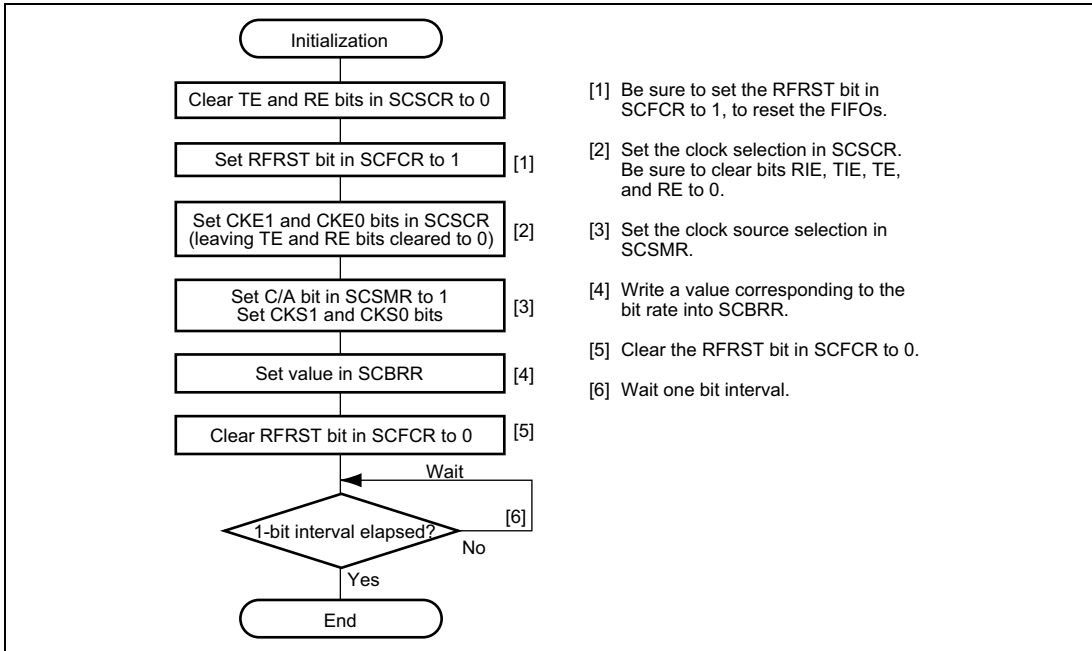 Initialization
Clear TE and RE bits in SCSCR to 0
Set RFRST bit in SCFCR to 1
[1]
Set CKE1 and CKE0 bits in SCSCR
(leaving TE and RE bits cleared to 0)
[2]
Set C/A bit in SCSMR to 1
Set CKS1 and CKS0 bits
[3]
Set value in SCBRR
[4]
Clear RFRST bit in SCFCR to 0
[5]
Wait
1-bit interval elapsed?
[6]
No
Yes
End
[1] Be sure to set the RFRST bit in
SCFCR to 1, to reset the FIFOs.
[2] Set the clock selection in SCSCR.
Be sure to clear bits RIE, TIE, TE,
and RE to 0.
[3] Set the clock source selection in
SCSMR.
[4] Write a value corresponding to the
bit rate into SCBRR.
[5] Clear the RFRST bit in SCFCR to 0.
[6] Wait one bit interval.